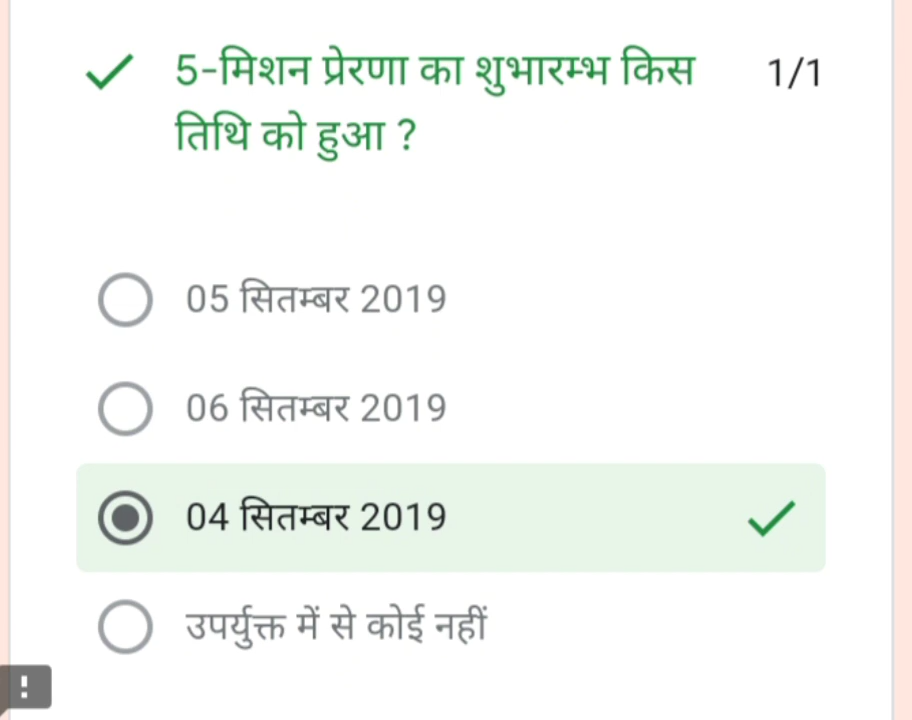 5-मिशन प्रेरणा का शुभारम्भ किस
1/1
तिथि को हुआ ?
05 सितम्बर 2019
06 सितम्बर 2019
04 सितम्बर 2019
उपर्युक्त में से कोई नहीं
!